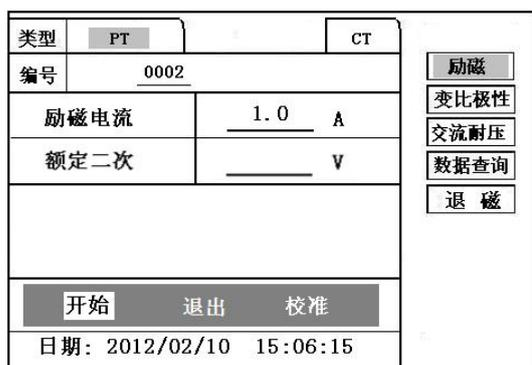 类型 PT CT
编号 0002
励磁电流 1.0 A
额定二次 V
开始 退出 校准
日期: 2012/02/10 15:06:15
励磁
变比极性
交流耐压
数据查询
退 磁